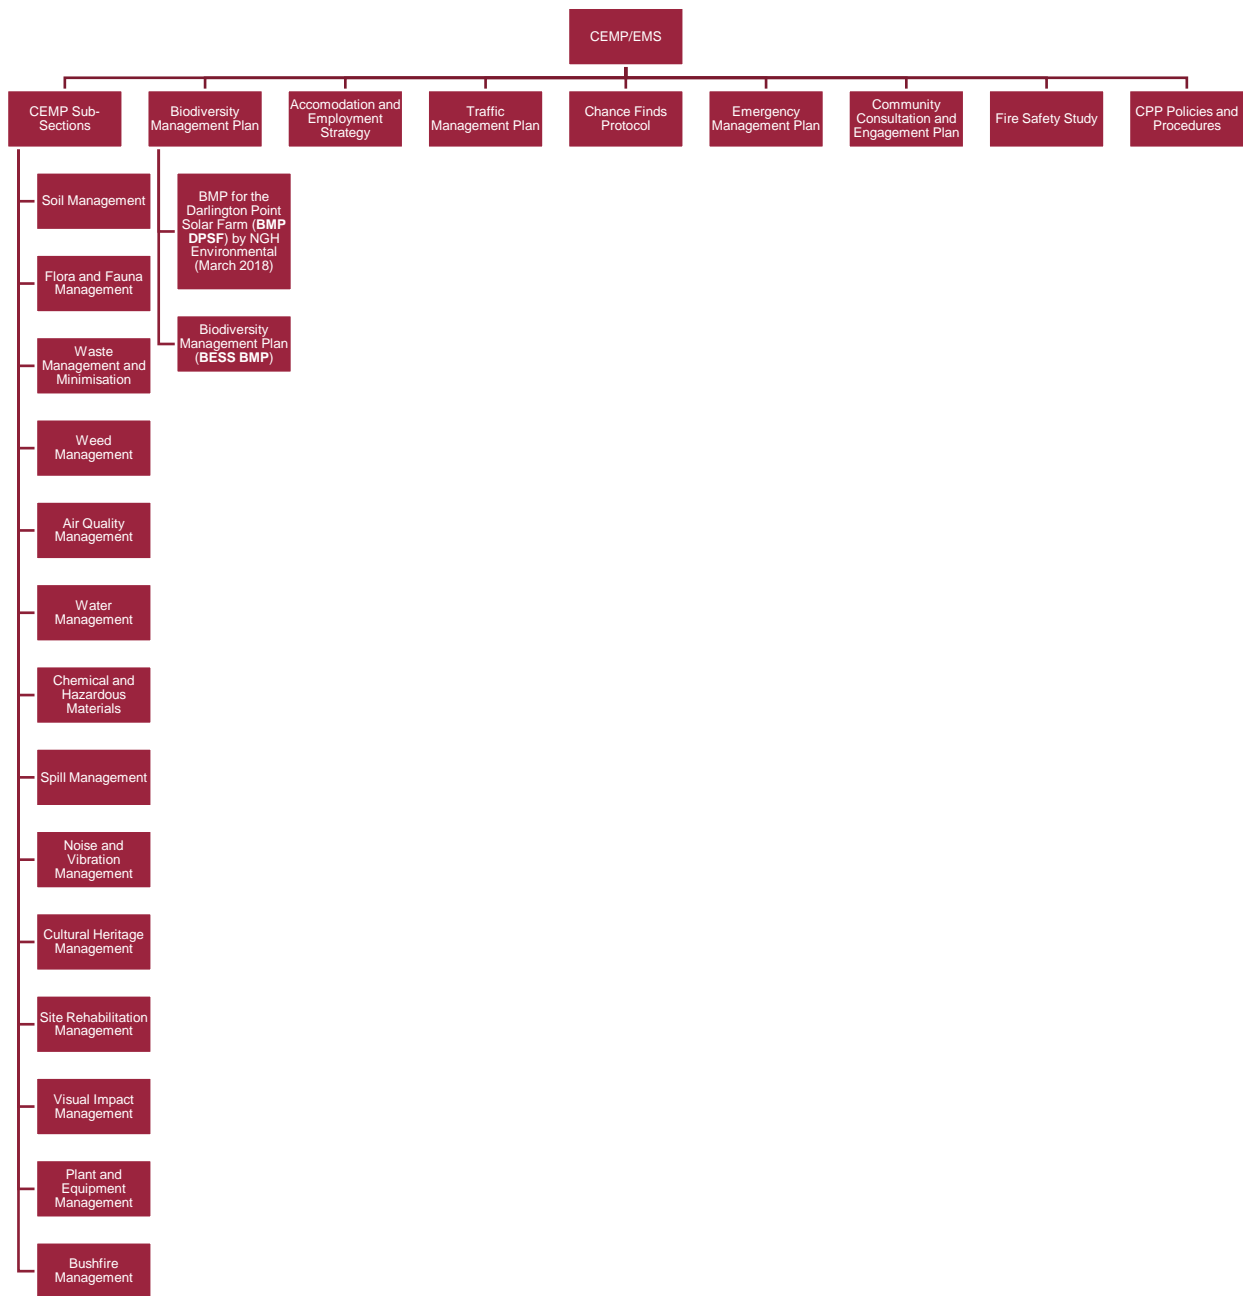 CEMP/EMS
CEMP Sub-
Sections
Biodiversity
Management Plan
Accomodation and
Employment
Strategy
Traffic
Management Plan
Chance Finds
Protocol
Emergency
Management Plan
Community
Consultation and
Engagement Plan
Fire Safety Study
CPP Policies and
Procedures
Soil Management
Flora and Fauna
Management
Waste
Management and
Minimisation
Weed
Management
Air Quality
Management
Water
Management
Chemical and
Hazardous
Materials
Spill Management
Noise and
Vibration
Management
Cultural Heritage
Management
Site Rehabilitation
Management
Visual Impact
Management
Plant and
Equipment
Management
Bushfire
Management
BMP for the
Darlington Point
Solar Farm (BMP
DPSF) by NGH
Environmental
(March 2018)
Biodiversity
Management Plan
(BESS BMP)